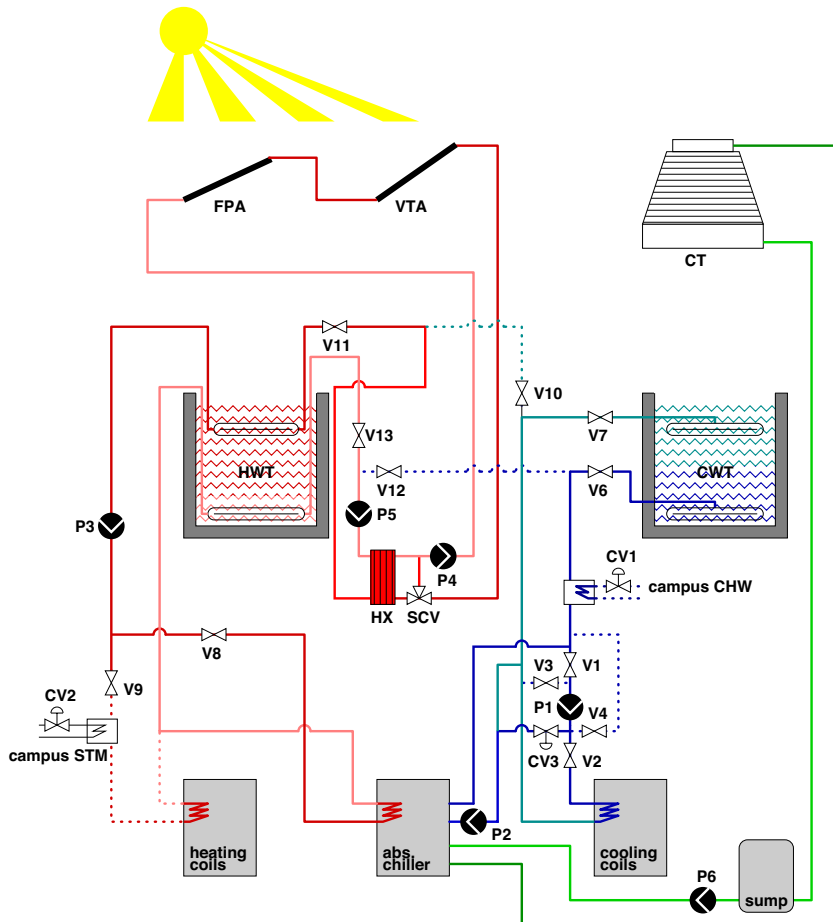 FPA
VTA
CT
V11
V10
V13
V7
HWT
V12
V6
CWT
P3
P5
P4
CV1
campus CHW
HX
SCV
V8
V3
V1
V9
CV2
P1
V4
campus STM
CV3
V2
P2
heating
coils
abs.
chiller
cooling
coils
P6
sump